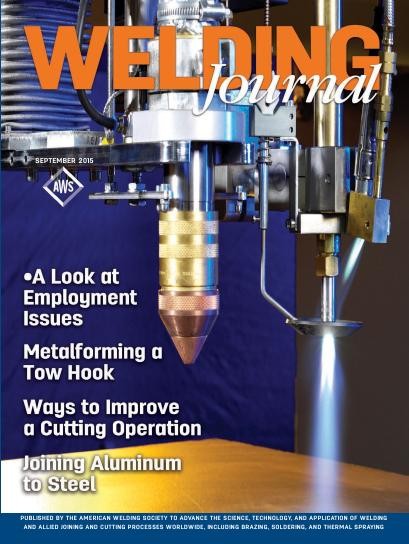 WELDING
Journal
SEPTEMBER 2015
AWS
•A Look at
Employment
Issues
Metalforming a
Tow Hook
Ways to Improve
a Cutting Operation
Joining Aluminum
to Steel
PUBLISHED BY THE AMERICAN WELDING SOCIETY TO ADVANCE THE SCIENCE, TECHNOLOGY, AND APPLICATION OF WELDING
AND ALLIED JOINING AND CUTTING PROCESSES WORLDWIDE, INCLUDING BRAZING, SOLDERING, AND THERMAL SPRAYING